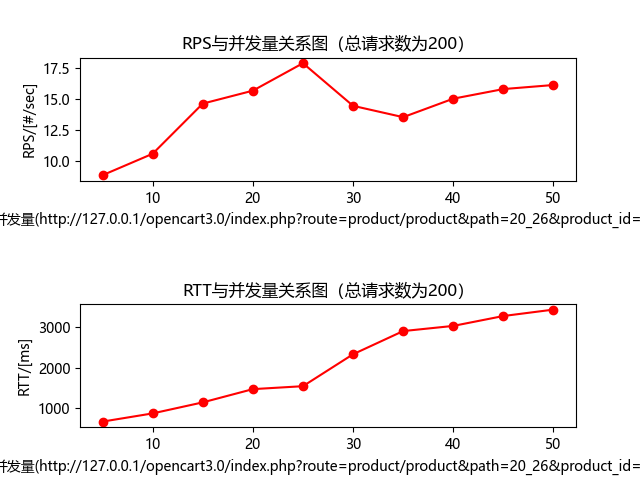 RPS与并发量关系图（总请求数为200）
RPS/[#/sec]
17.5
15.0
12.5
10.0
10 20 30 40 50
并发量(http://127.0.0.1/opencart3.0/index.php?route=product/product&path=20_26&product_id=
RTT与并发量关系图（总请求数为200）
RTT/[ms]
3000
2000
1000
10 20 30 40 50
并发量(http://127.0.0.1/opencart3.0/index.php?route=product/product&path=20_26&product_id=